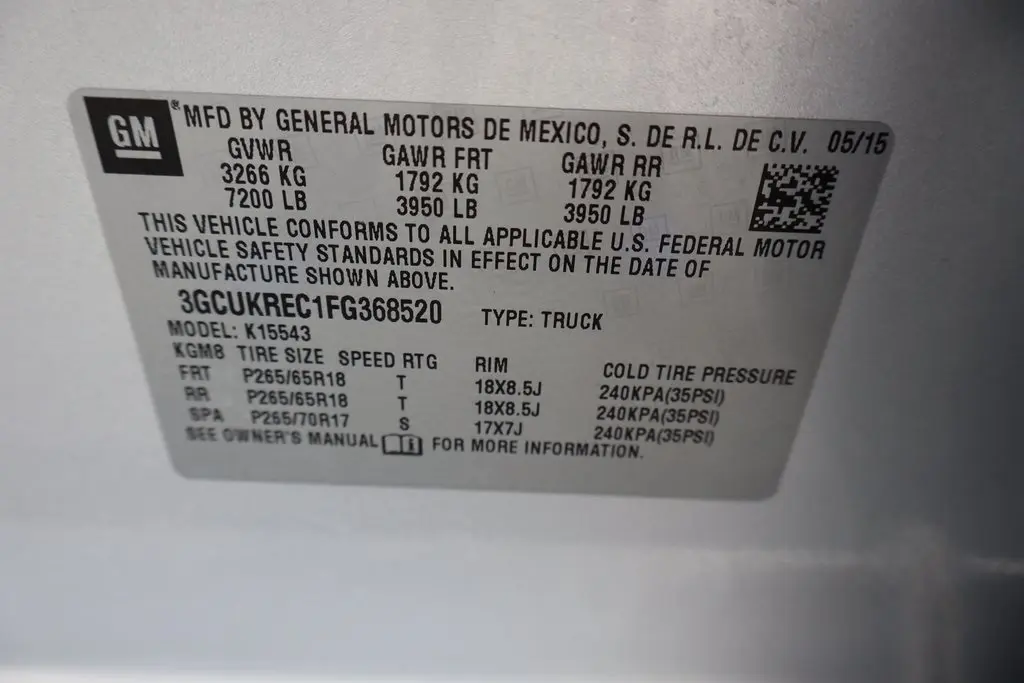 GM ® MFD BY GENERAL MOTORS DE MEXICO, S. DE R.L. DE C.V. 05/15
GVWR GAWR FRT GAWR RR
3266 KG 1792 KG 1792 KG
7200 LB 3950 LB 3950 LB
THIS VEHICLE CONFORMS TO ALL APPLICABLE U.S. FEDERAL MOTOR
VEHICLE SAFETY STANDARDS IN EFFECT ON THE DATE OF
MANUFACTURE SHOWN ABOVE.
3GCUKREC1FG368520 TYPE: TRUCK
MODEL: K15543
KGM8 TIRE SIZE SPEED RTG RIM COLD TIRE PRESSURE
FRT P265/65R18 T 18X8.5J 240KPA(35PSI)
RR P265/65R18 T 18X8.5J 240KPA(35PSI)
SPA P265/70R17 S 17X7J 240KPA(35PSI)
SEE OWNER'S MANUAL i FOR MORE INFORMATION.